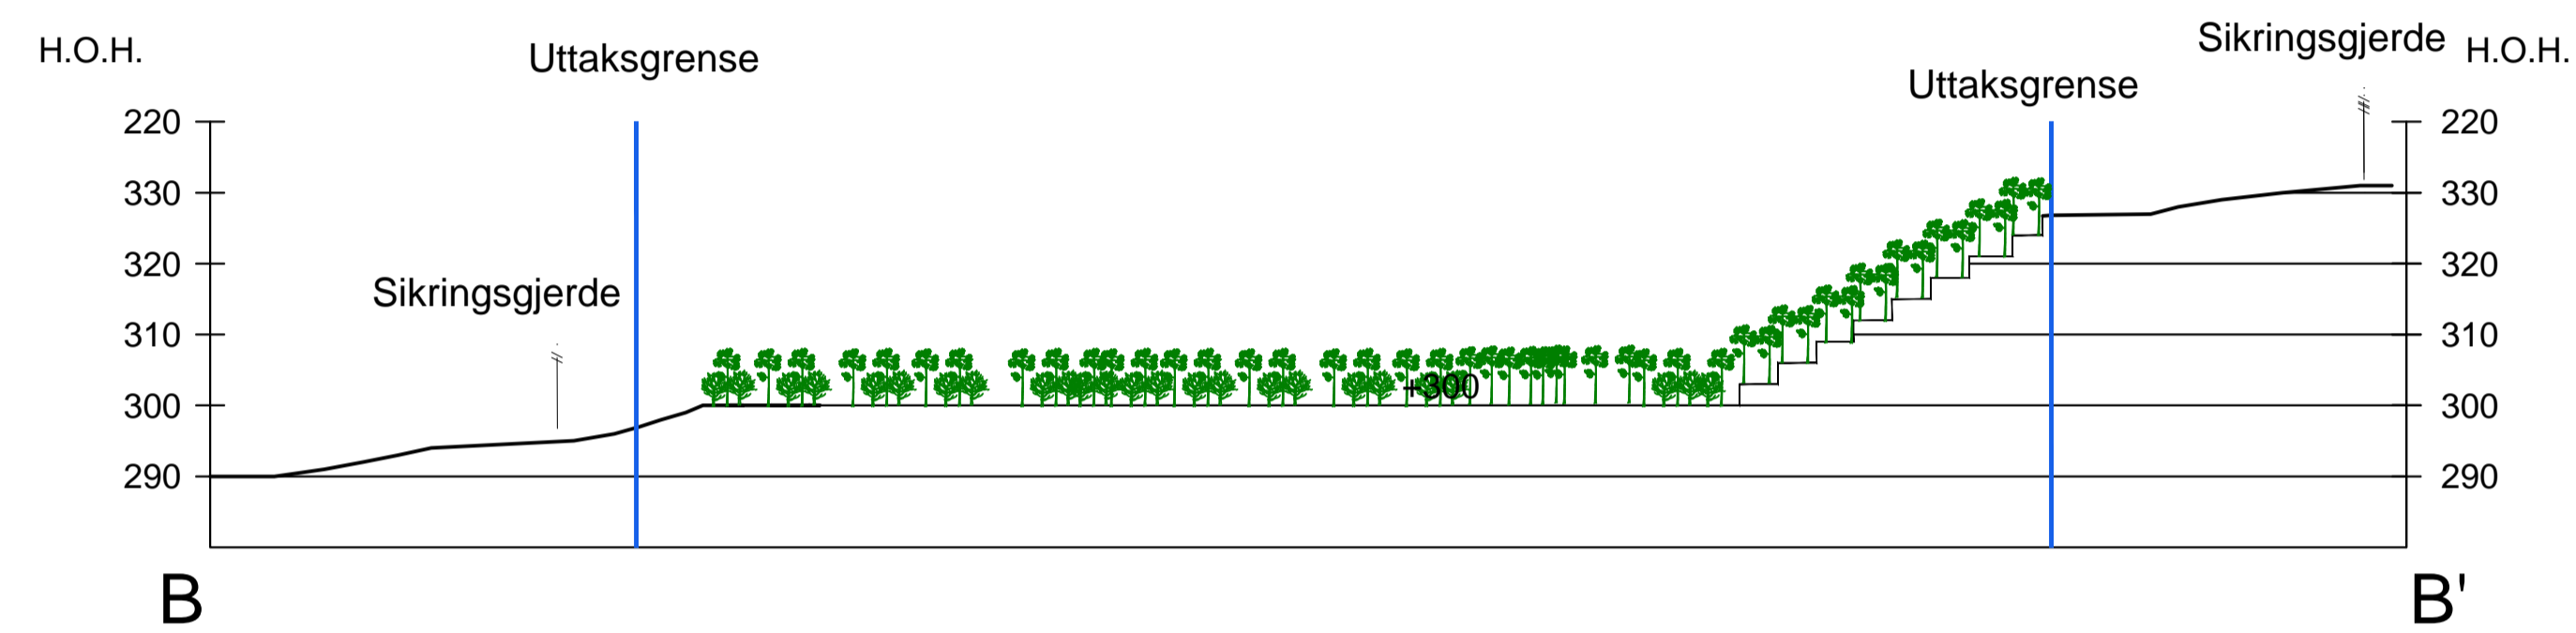 Sikringsgjerde
H.O.H.
Uttaksgrense
H.O.H.
Uttaksgrense
220
220
330
330
320
320
Sikringsgjerde
310
310
+300
300
300
290
290
B
B'